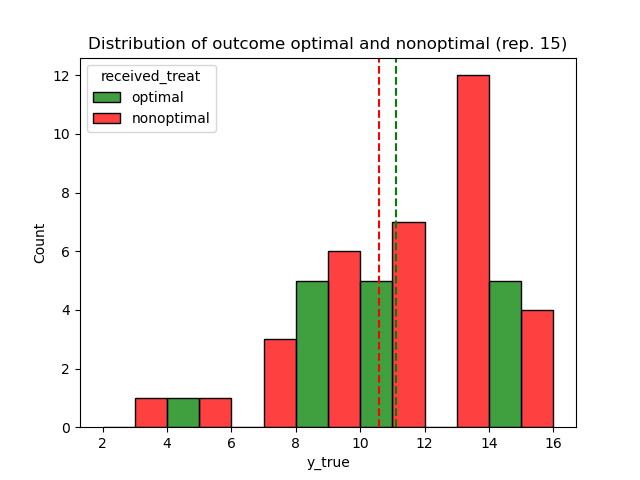 Distribution of outcome optimal and nonoptimal (rep. 15)
received_treat
optimal
nonoptimal
12
10
8
6
4
2
0
Count
2 4 6 8 10 12 14 16
y_true